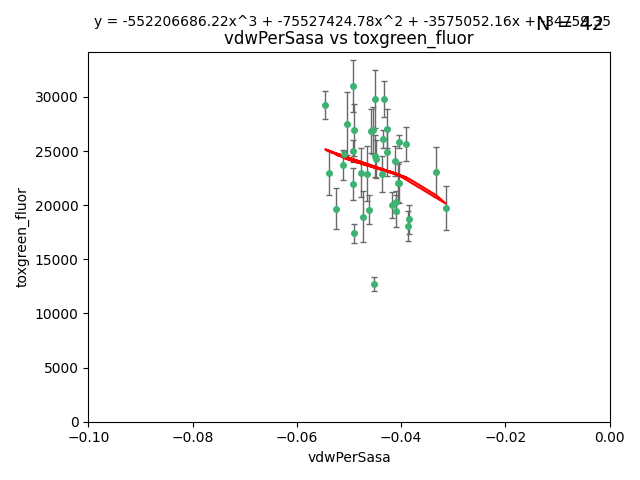 y = -552206686.22x^3 + -75527424.78x^2 + -3575052.16x +
N = 42
vdwPerSasa vs toxgreen_fluor
toxgreen_fluor
30000
25000
20000
15000
10000
5000
0
−0.10 −0.08 −0.06 −0.04 −0.02 0.00
vdwPerSasa